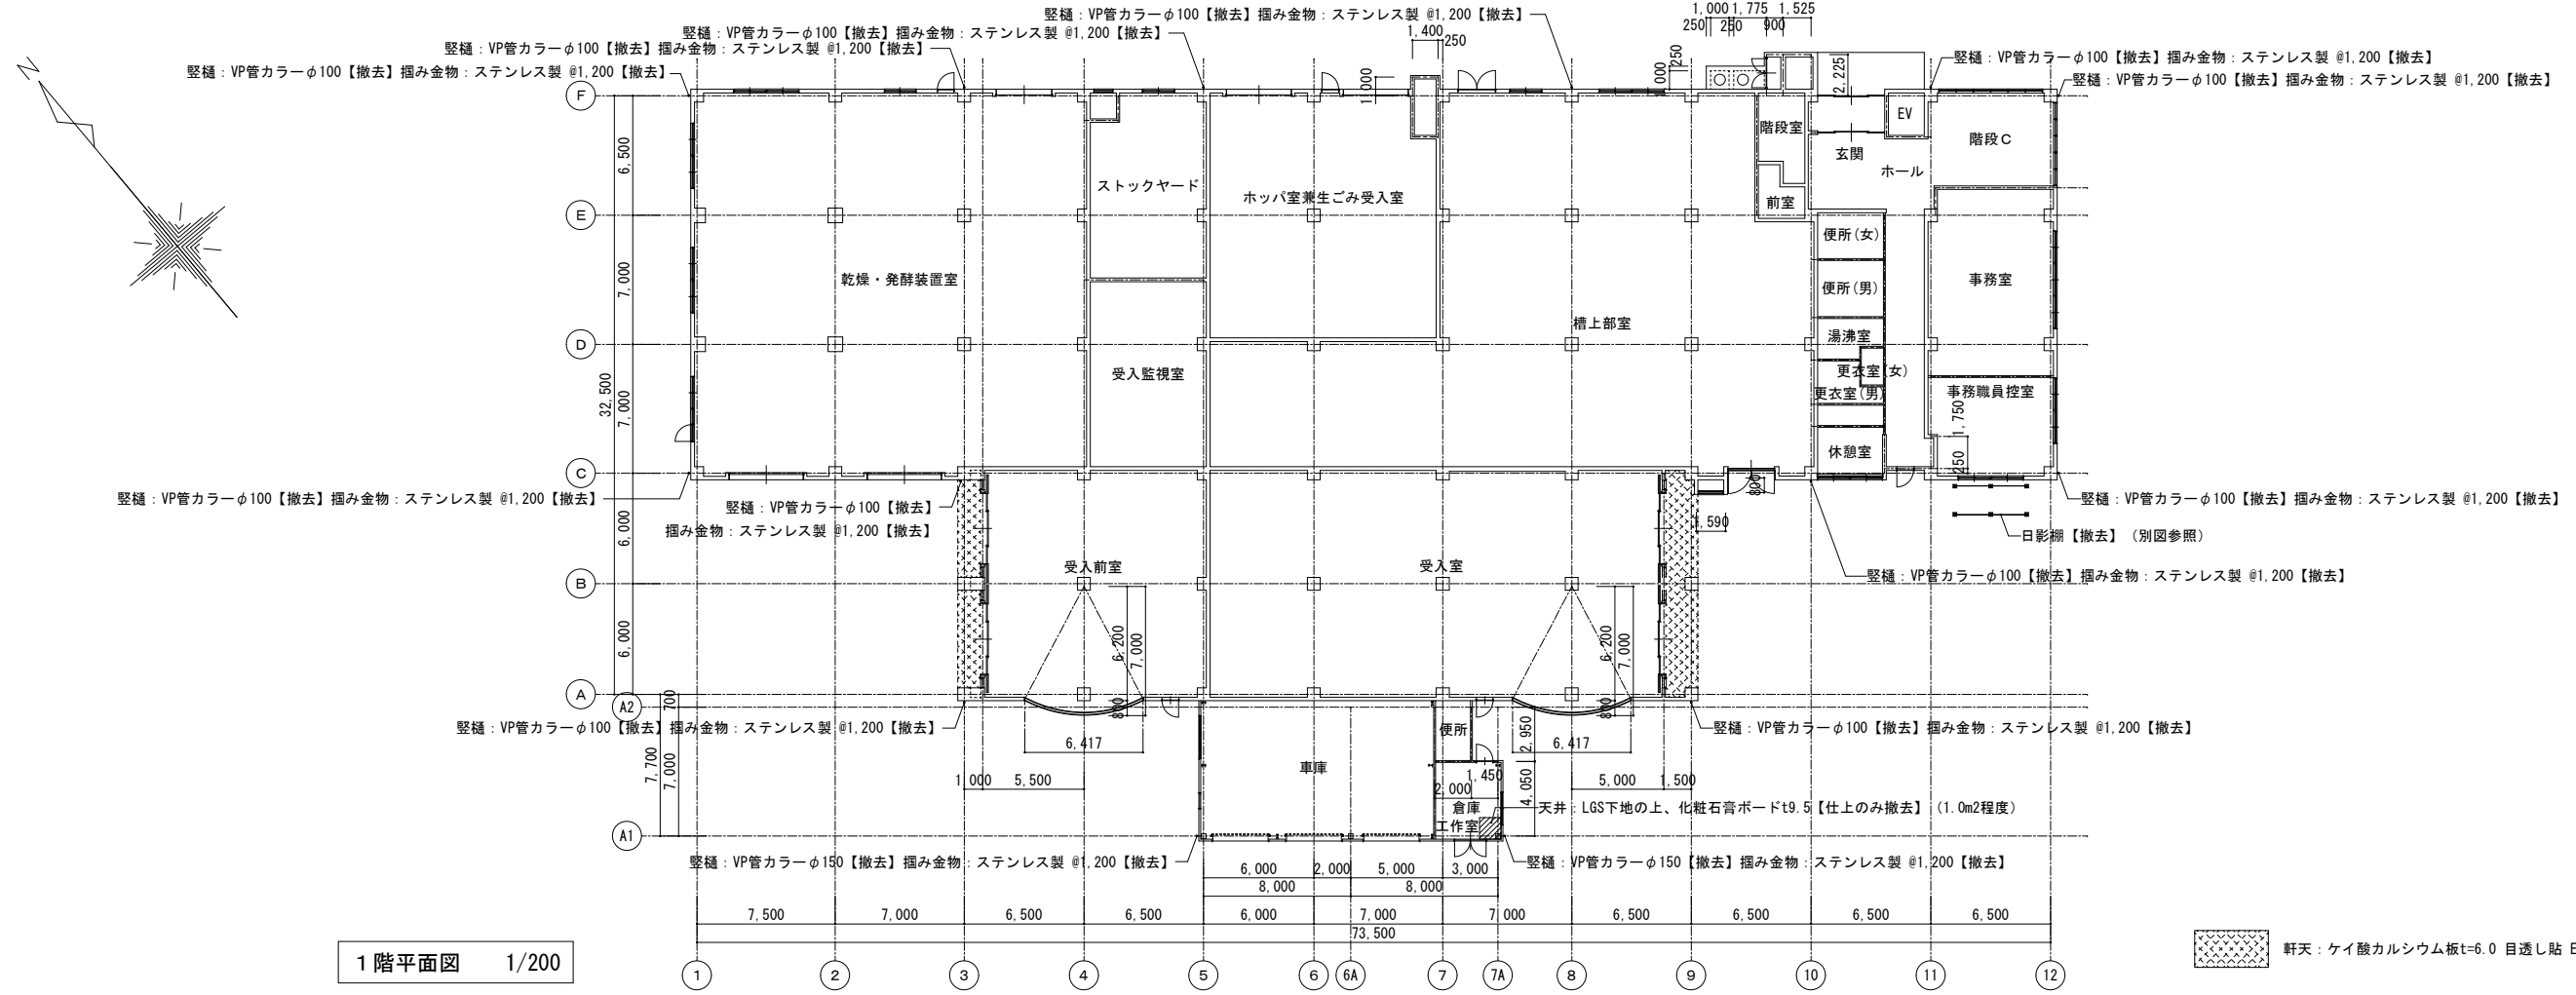 竪樋：VP管カラーφ100【撤去】掴み金物：ステンレス製 @1,200【撤去】
竪樋：VP管カラーφ100【撤去】掴み金物：ステンレス製 @1,200【撤去】
竪樋：VP管カラーφ100【撤去】掴み金物：ステンレス製 @1,200【撤去】
竪樋：VP管カラーφ100【撤去】掴み金物：ステンレス製 @1,200【撤去】
1,000 1,775 1,525
250 250 900
1,400 250
250
1,000
2,225
竪樋：VP管カラーφ100【撤去】掴み金物：ステンレス製 @1,200【撤去】
竪樋：VP管カラーφ100【撤去】掴み金物：ステンレス製 @1,200【撤去】
N
F
E
D
C
B
A
A2
A1
6,500
7,000
7,000
6,000
6,000
32,500
700
7,000
7,700
階段室
EV
階段C
玄関
ホール
前室
ストックヤード
ホッパ室兼生ごみ受入室
便所(女)
乾燥・発酵装置室
便所(男)
事務室
槽上部室
湯沸室
受入監視室
更衣室(女)
更衣室(男)
事務職員控室
1,750
250
休憩室
800
1,590
竪樋：VP管カラーφ100【撤去】掴み金物：ステンレス製 @1,200【撤去】
竪樋：VP管カラーφ100【撤去】
掴み金物：ステンレス製 @1,200【撤去】
竪樋：VP管カラーφ100【撤去】掴み金物：ステンレス製 @1,200【撤去】
日影棚【撤去】（別図参照）
竪樋：VP管カラーφ100【撤去】掴み金物：ステンレス製 @1,200【撤去】
受入前室
受入室
6,200
7,000
800
6,200
7,000
800
竪樋：VP管カラーφ100【撤去】掴み金物：ステンレス製 @1,200【撤去】
竪樋：VP管カラーφ100【撤去】掴み金物：ステンレス製 @1,200【撤去】
6,417
6,417
便所
2,950
車庫
1,450
1,000 5,500
5,000 1,500
2,000
4,050
倉庫
工作室
天井：LGS下地の上、化粧石膏ボードt9.5【仕上のみ撤去】（1.0m2程度）
竪樋：VP管カラーφ150【撤去】掴み金物：ステンレス製 @1,200【撤去】
竪樋：VP管カラーφ150【撤去】掴み金物：ステンレス製 @1,200【撤去】
6,000 2,000 5,000 3,000
8,000 8,000
7,500 7,000 6,500 6,500 6,000 7,000 7,000 6,500 6,500 6,500 6,500
73,500
1階平面図 1/200
1 2 3 4 5 6 6A 7 7A 8 9 10 11 12
軒天：ケイ酸カルシウム板t=6.0 目透し貼